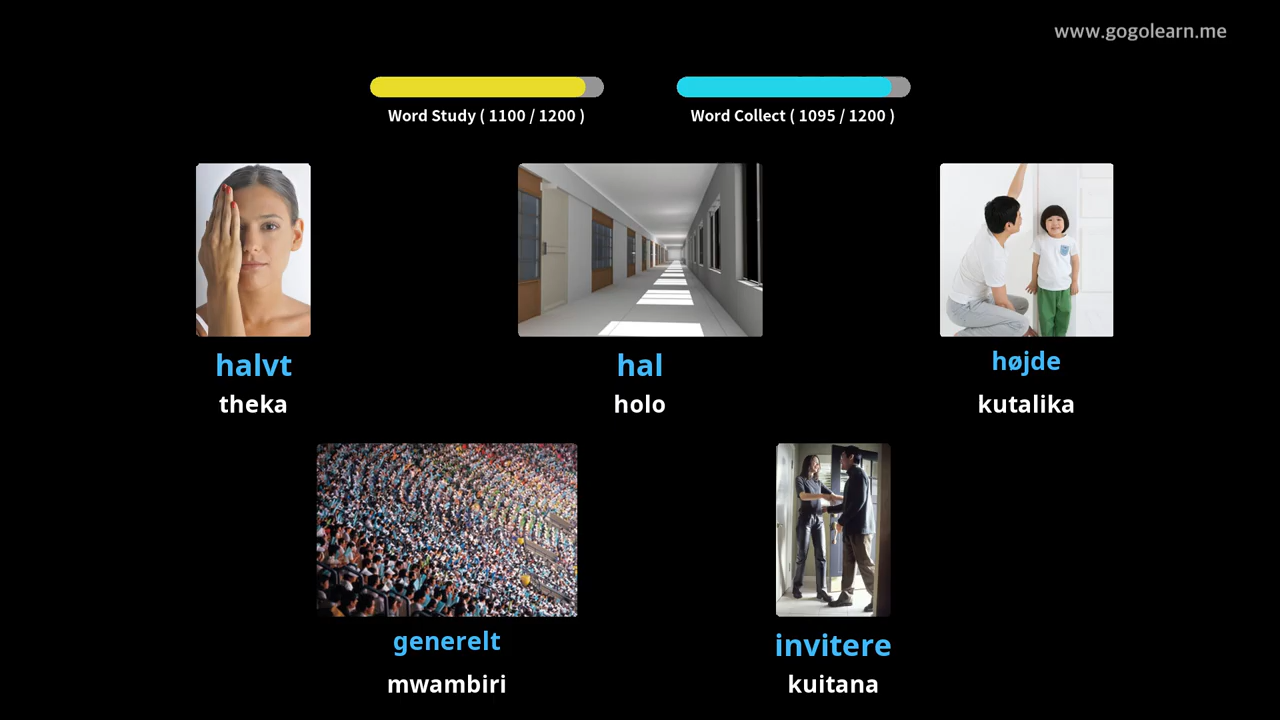 www.gogolearn.me
Word Study ( 1100 / 1200 )
Word Collect ( 1095 / 1200 )
halvt
theka
hal
holo
højde
kutalika
generelt
mwambiri
invitere
kuitana